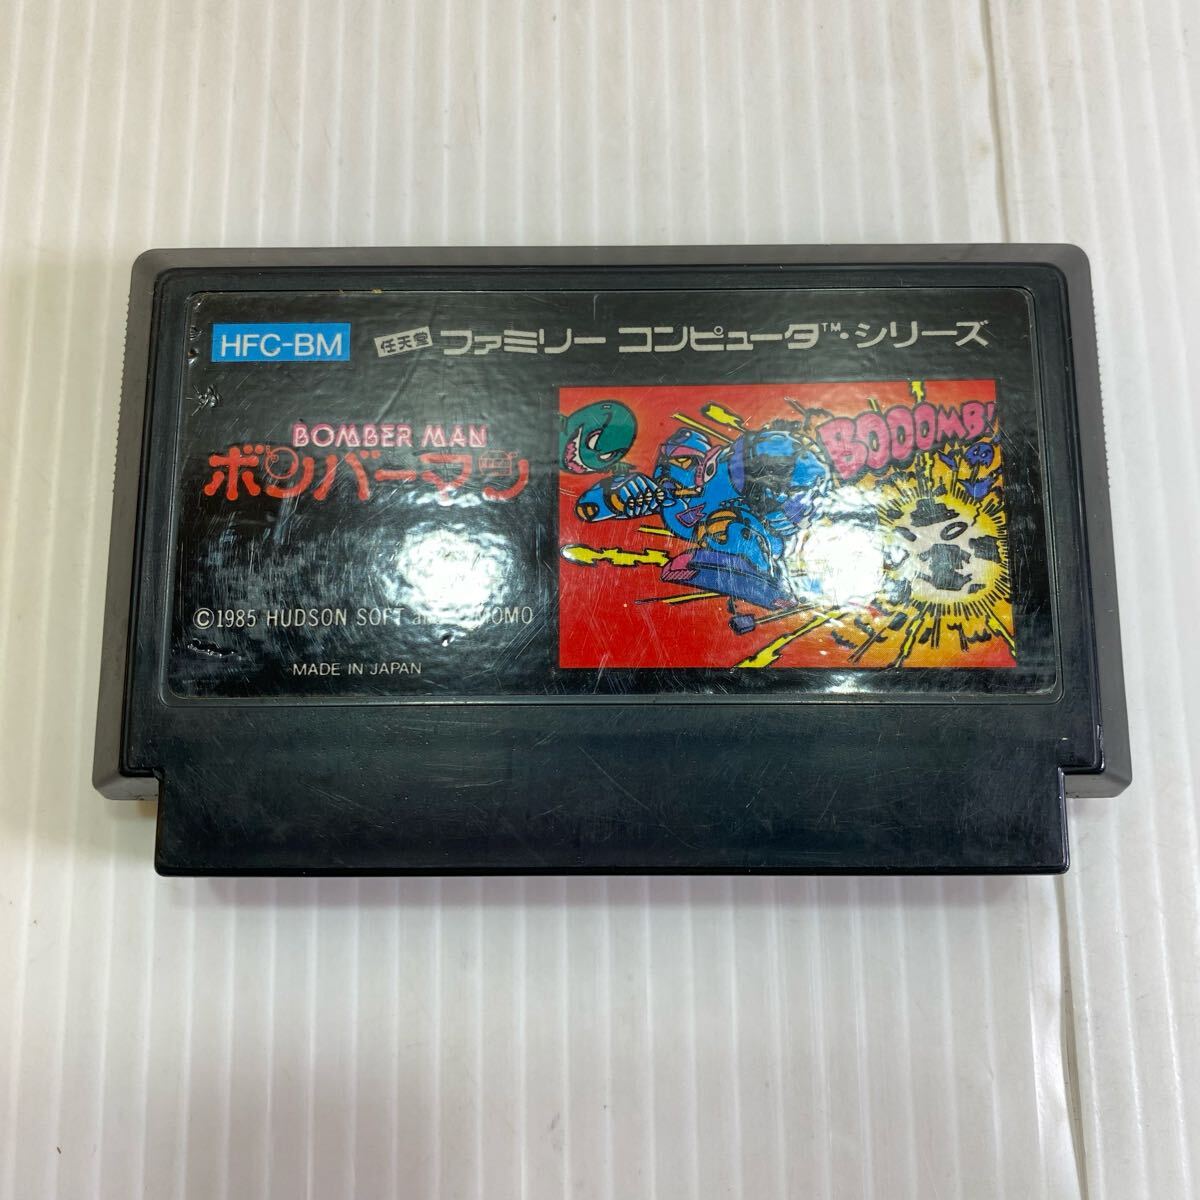 HFC-BM
任天堂 ファミリー コンピュータ™・シリーズ
BOMBER MAN
ボンバーマン
BOOOMB!
©1985 HUDSON SOFT MOMO
MADE IN JAPAN